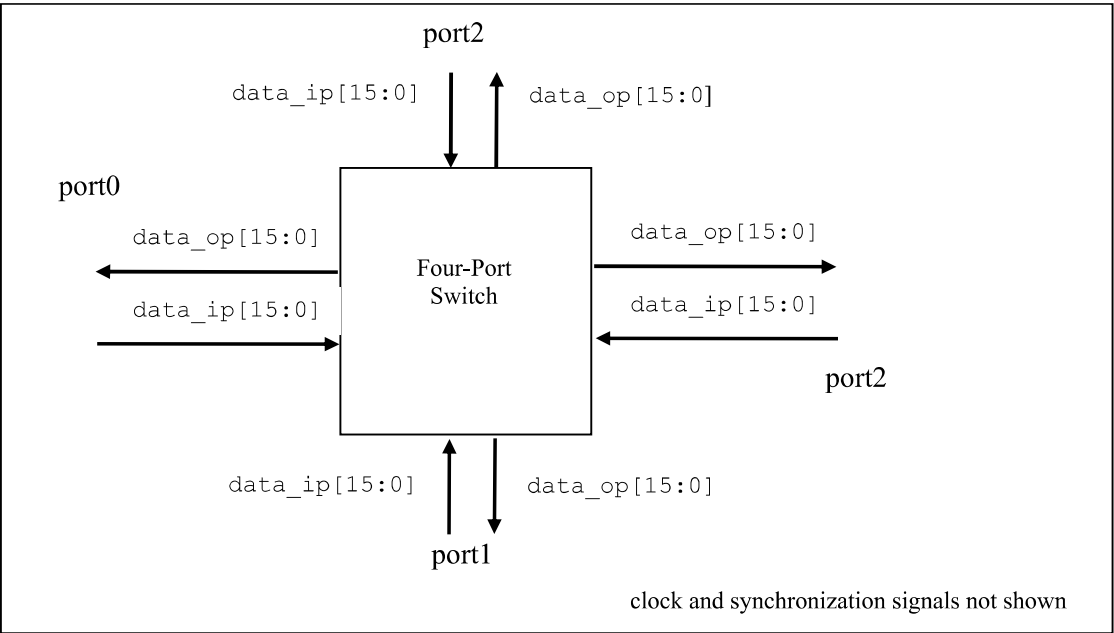 port2
data_ip[15:0]
data_op[15:0]
port0
data_op[15:0]
data_op[15:0]
Four-Port
Switch
data_ip[15:0]
data_ip[15:0]
port2
data_ip[15:0]
data_op[15:0]
port1
clock and synchronization signals not shown